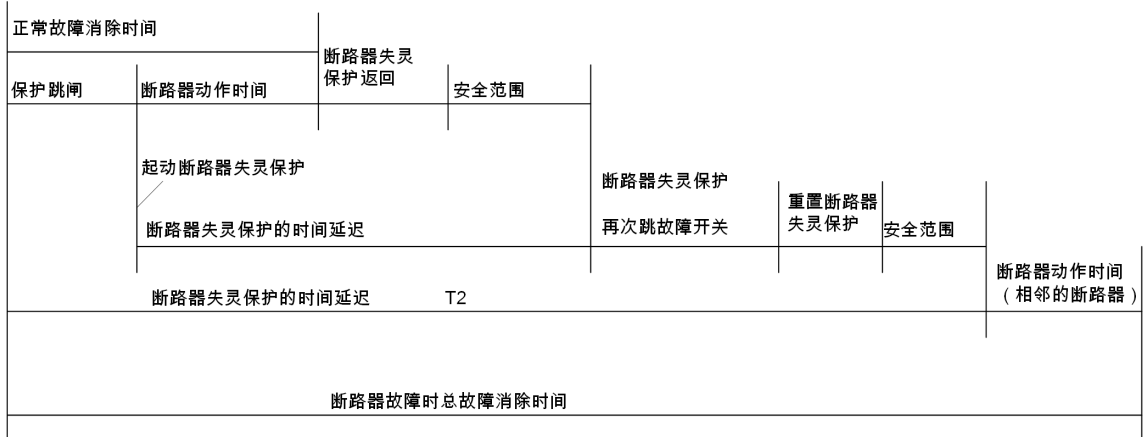 正常故障消除时间
断路器失灵
保护返回
保护跳闸
断路器动作时间
安全范围
起动断路器失灵保护
断路器失灵保护
再次跳故障开关
重置断路器
失灵保护
安全范围
断路器失灵保护的时间延迟
断路器动作时间
（相邻的断路器）
断路器失灵保护的时间延迟 T2
断路器故障时总故障消除时间